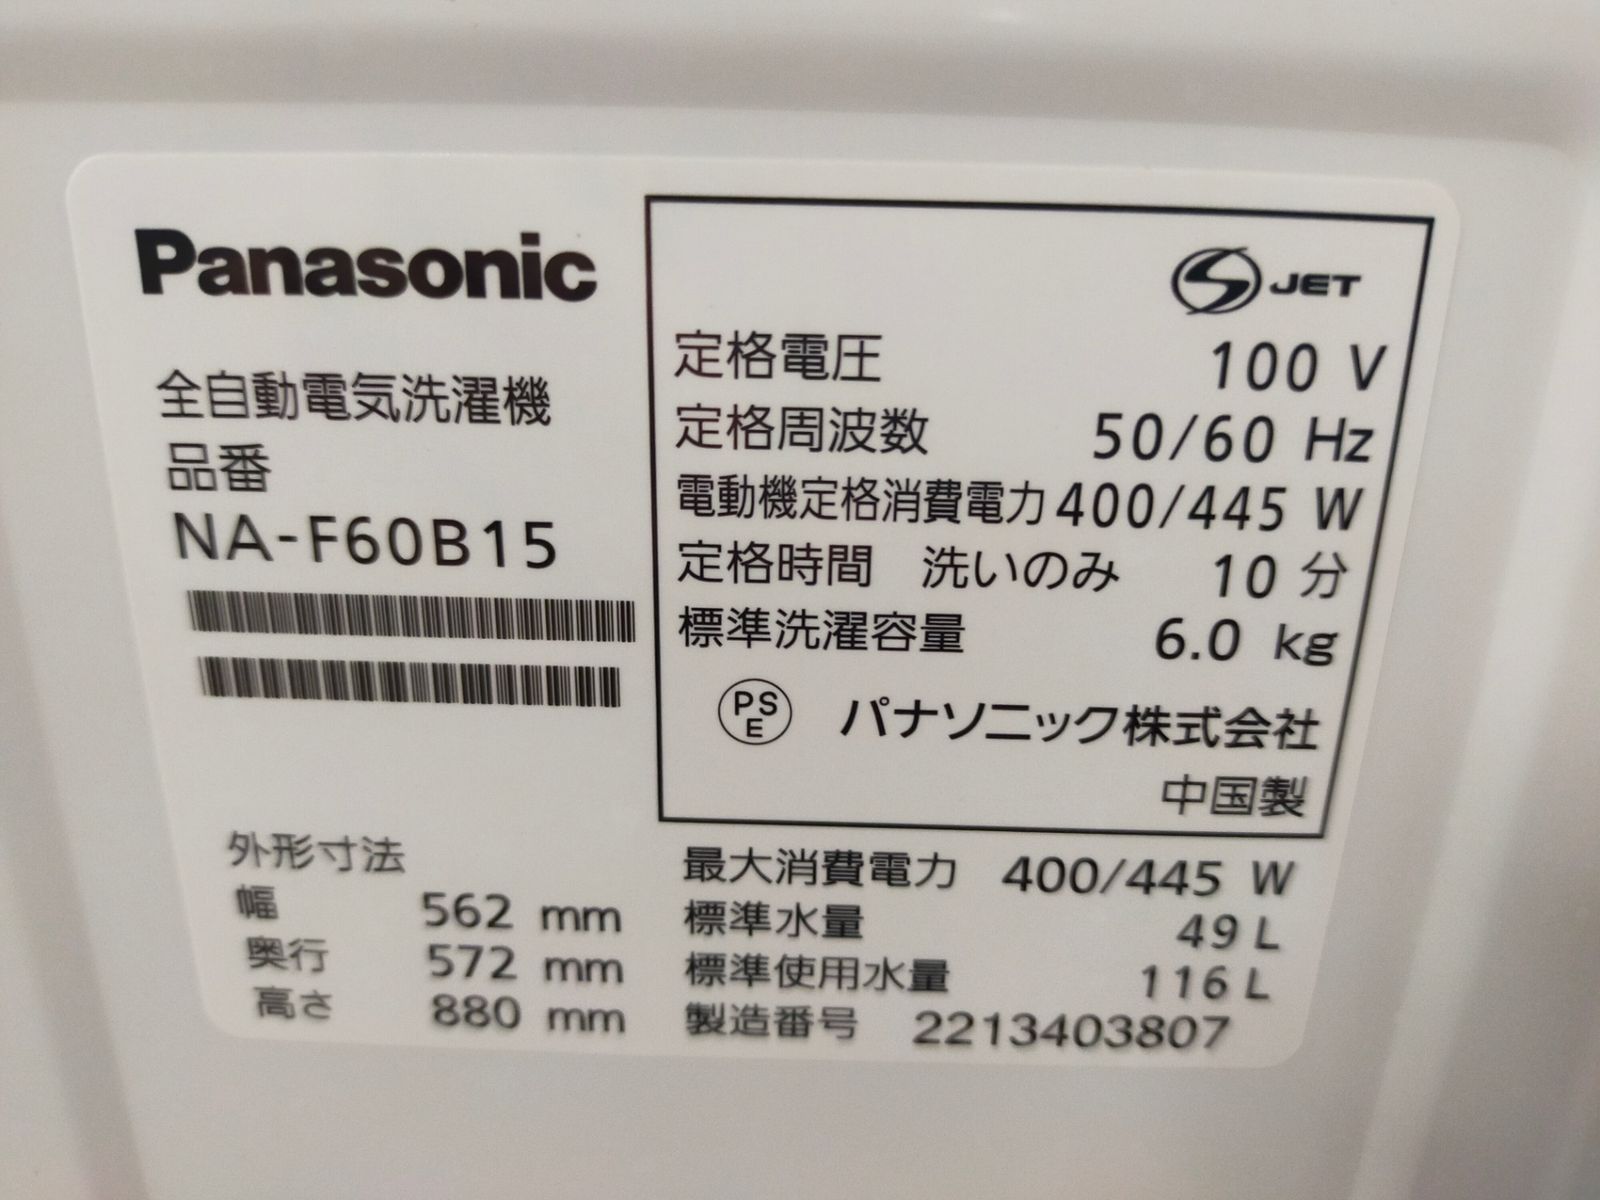 Panasonic
全自動電気洗濯機
品番
NA-F60B15
JET
定格電圧 100 V
定格周波数 50/60 Hz
電動機定格消費電力 400/445 W
定格時間 洗いのみ 10 分
標準洗濯容量 6.0 kg
PS
E
パナソニック株式会社
中国製
外形寸法
幅 562 mm
奥行 572 mm
高さ 880 mm
最大消費電力 400/445 W
標準水量 49 L
標準使用水量 116 L
製造番号 2213403807